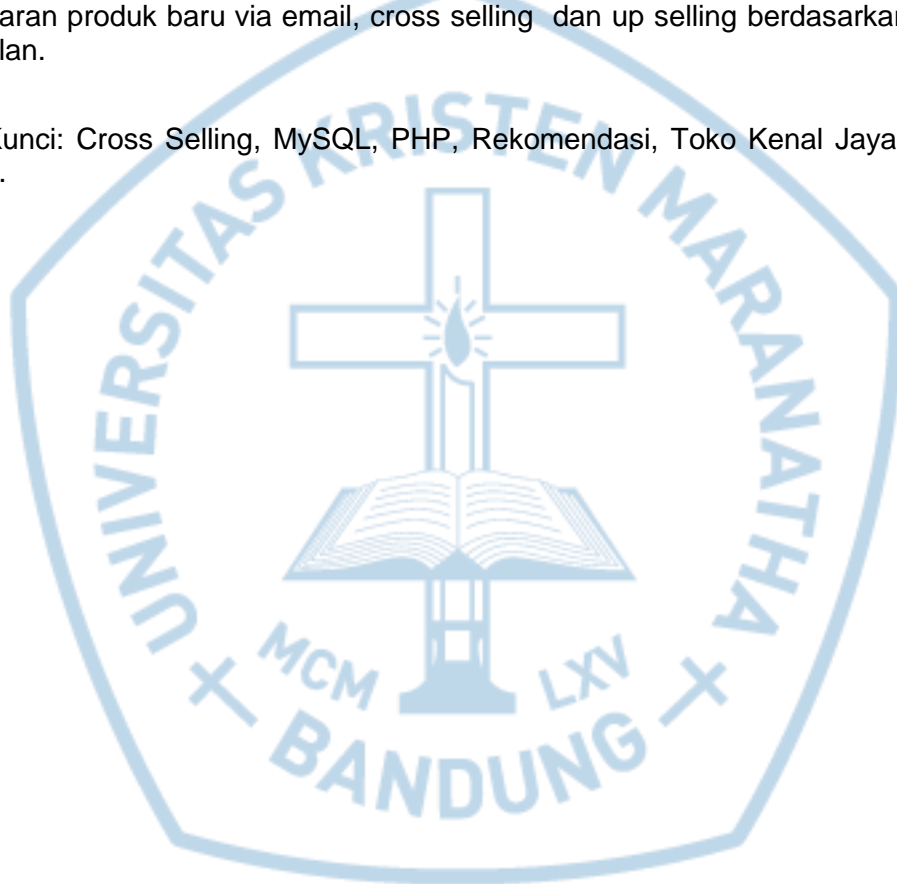 aran produk baru via email, cross selling dan up selling berdasarkan
lan.
Kunci: Cross Selling, MySQL, PHP, Rekomendasi, Toko Kenal Jaya
.
UNIVERSITAS KRISTEN MARANATHA
MCM LXV
BANDUNG